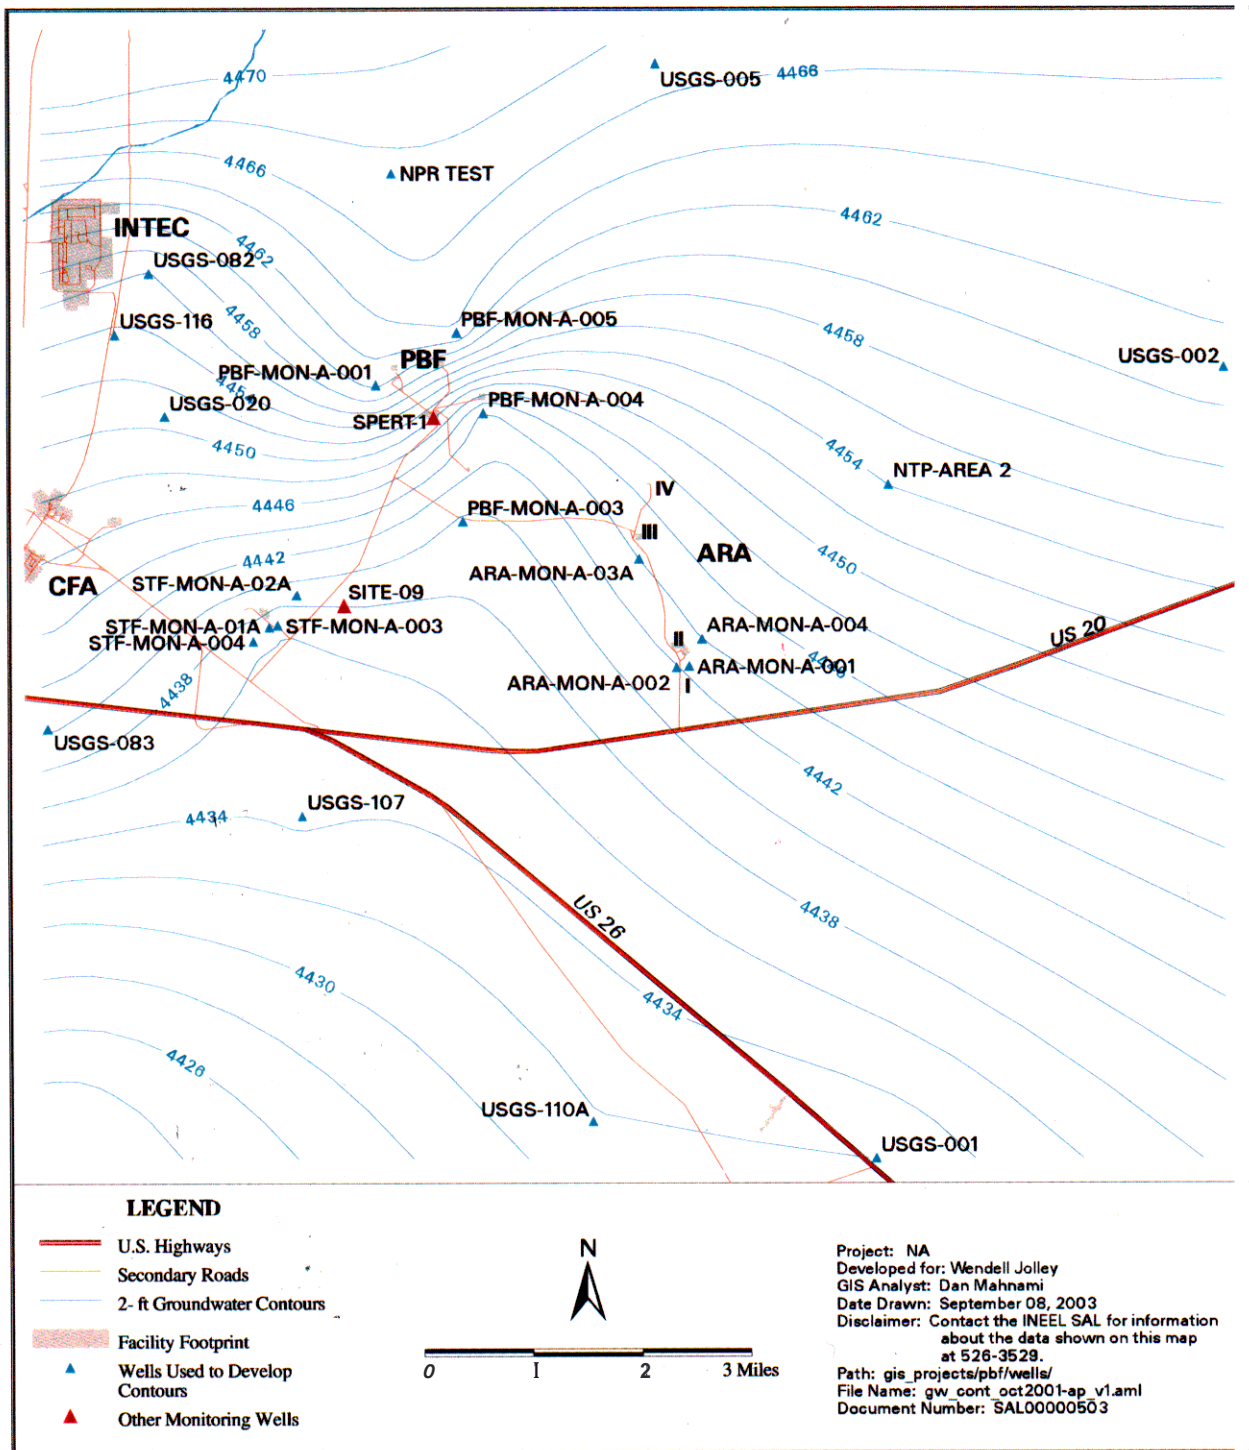 4470
USGS-005
4466
4466
NPR TEST
INTEC
4462
4462
USGS-082
USGS-116
4458
PBF-MON-A-005
4458
PBF
USGS-002
PBF-MON-A-001
USGS-020
PBF-MON-A-004
SPERT-1
4450
4454
NTP-AREA 2
IV
4446
PBF-MON-A-003
III
ARA
4442
4450
CFA
STF-MON-A-02A
SITE-09
ARA-MON-A-03A
STF-MON-A-01A
STF-MON-A-003
STF-MON-A-004
II
ARA-MON-A-004
US 20
ARA-MON-A-001
ARA-MON-A-002
I
4438
USGS-083
4442
USGS-107
4434
US 26
4438
4430
4434
4426
USGS-110A
USGS-001
LEGEND
U.S. Highways
Secondary Roads
2- ft Groundwater Contours
Facility Footprint
Wells Used to Develop
Contours
Other Monitoring Wells
N
0 1 2 3 Miles
Project: NA
Developed for: Wendell Jolley
GIS Analyst: Dan Mahnami
Date Drawn: September 08, 2003
Disclaimer: Contact the INEEL SAL for information
about the data shown on this map
at 526-3529.
Path: gis_projects/pbf/wells/
File Name: gw_cont_oct2001-ap_v1.aml
Document Number: SAL00000503